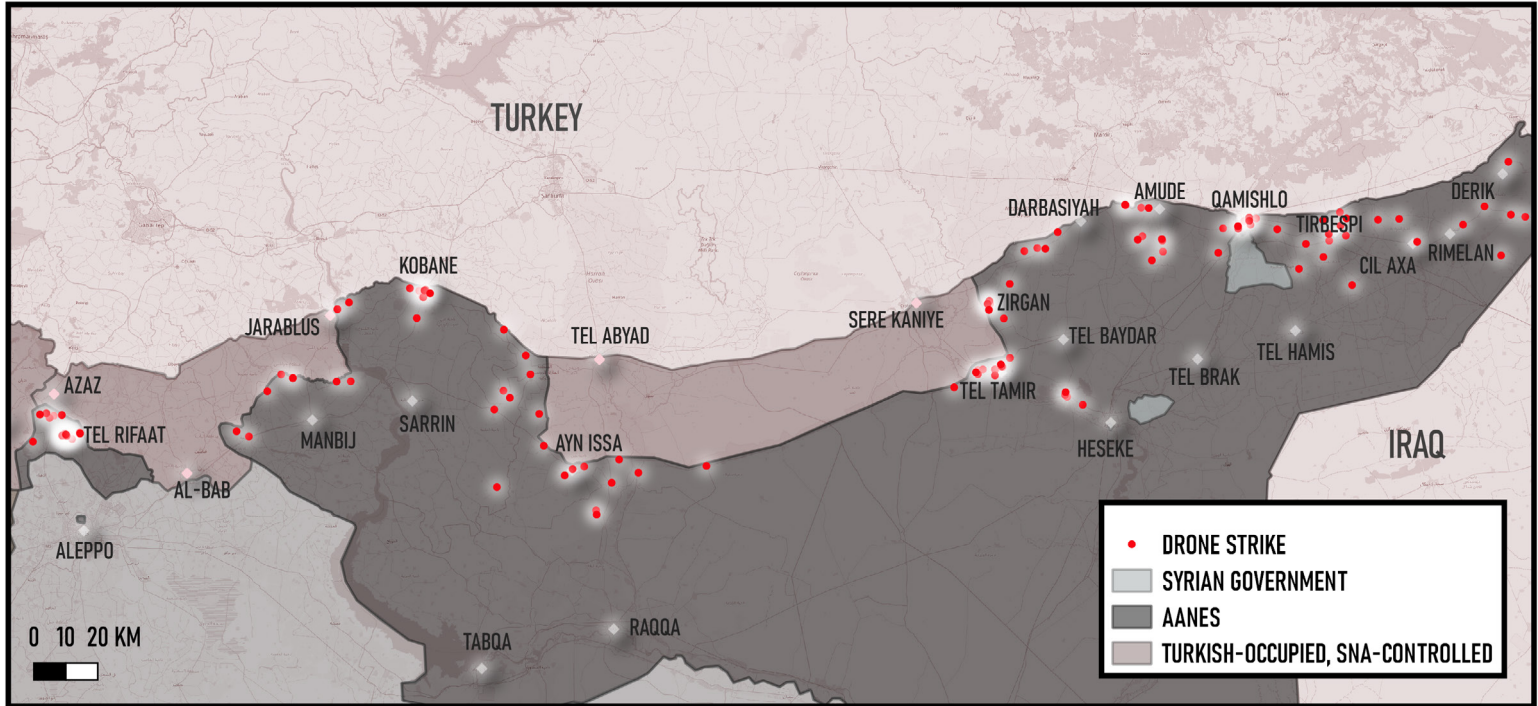 TURKEY
AMUDE
QAMISHLO
DERIK
DARBASIYAH
TIRBESPI
KOBANE
CIL AXA
RIMELAN
JARABLUS
SERE KANIYE
ZIRGAN
TEL ABYAD
TEL BAYDAR
TEL HAMIS
AZAZ
TEL BRAK
TEL TAMIR
SARRIN
TEL RIFAAT
MANBIJ
AYN ISSA
HESEKE
IRAQ
AL-BAB
ALEPPO
RAQQA
TABQA
0 10 20 KM
DRONE STRIKE
SYRIAN GOVERNMENT
AANES
TURKISH-OCCUPIED, SNA-CONTROLLED